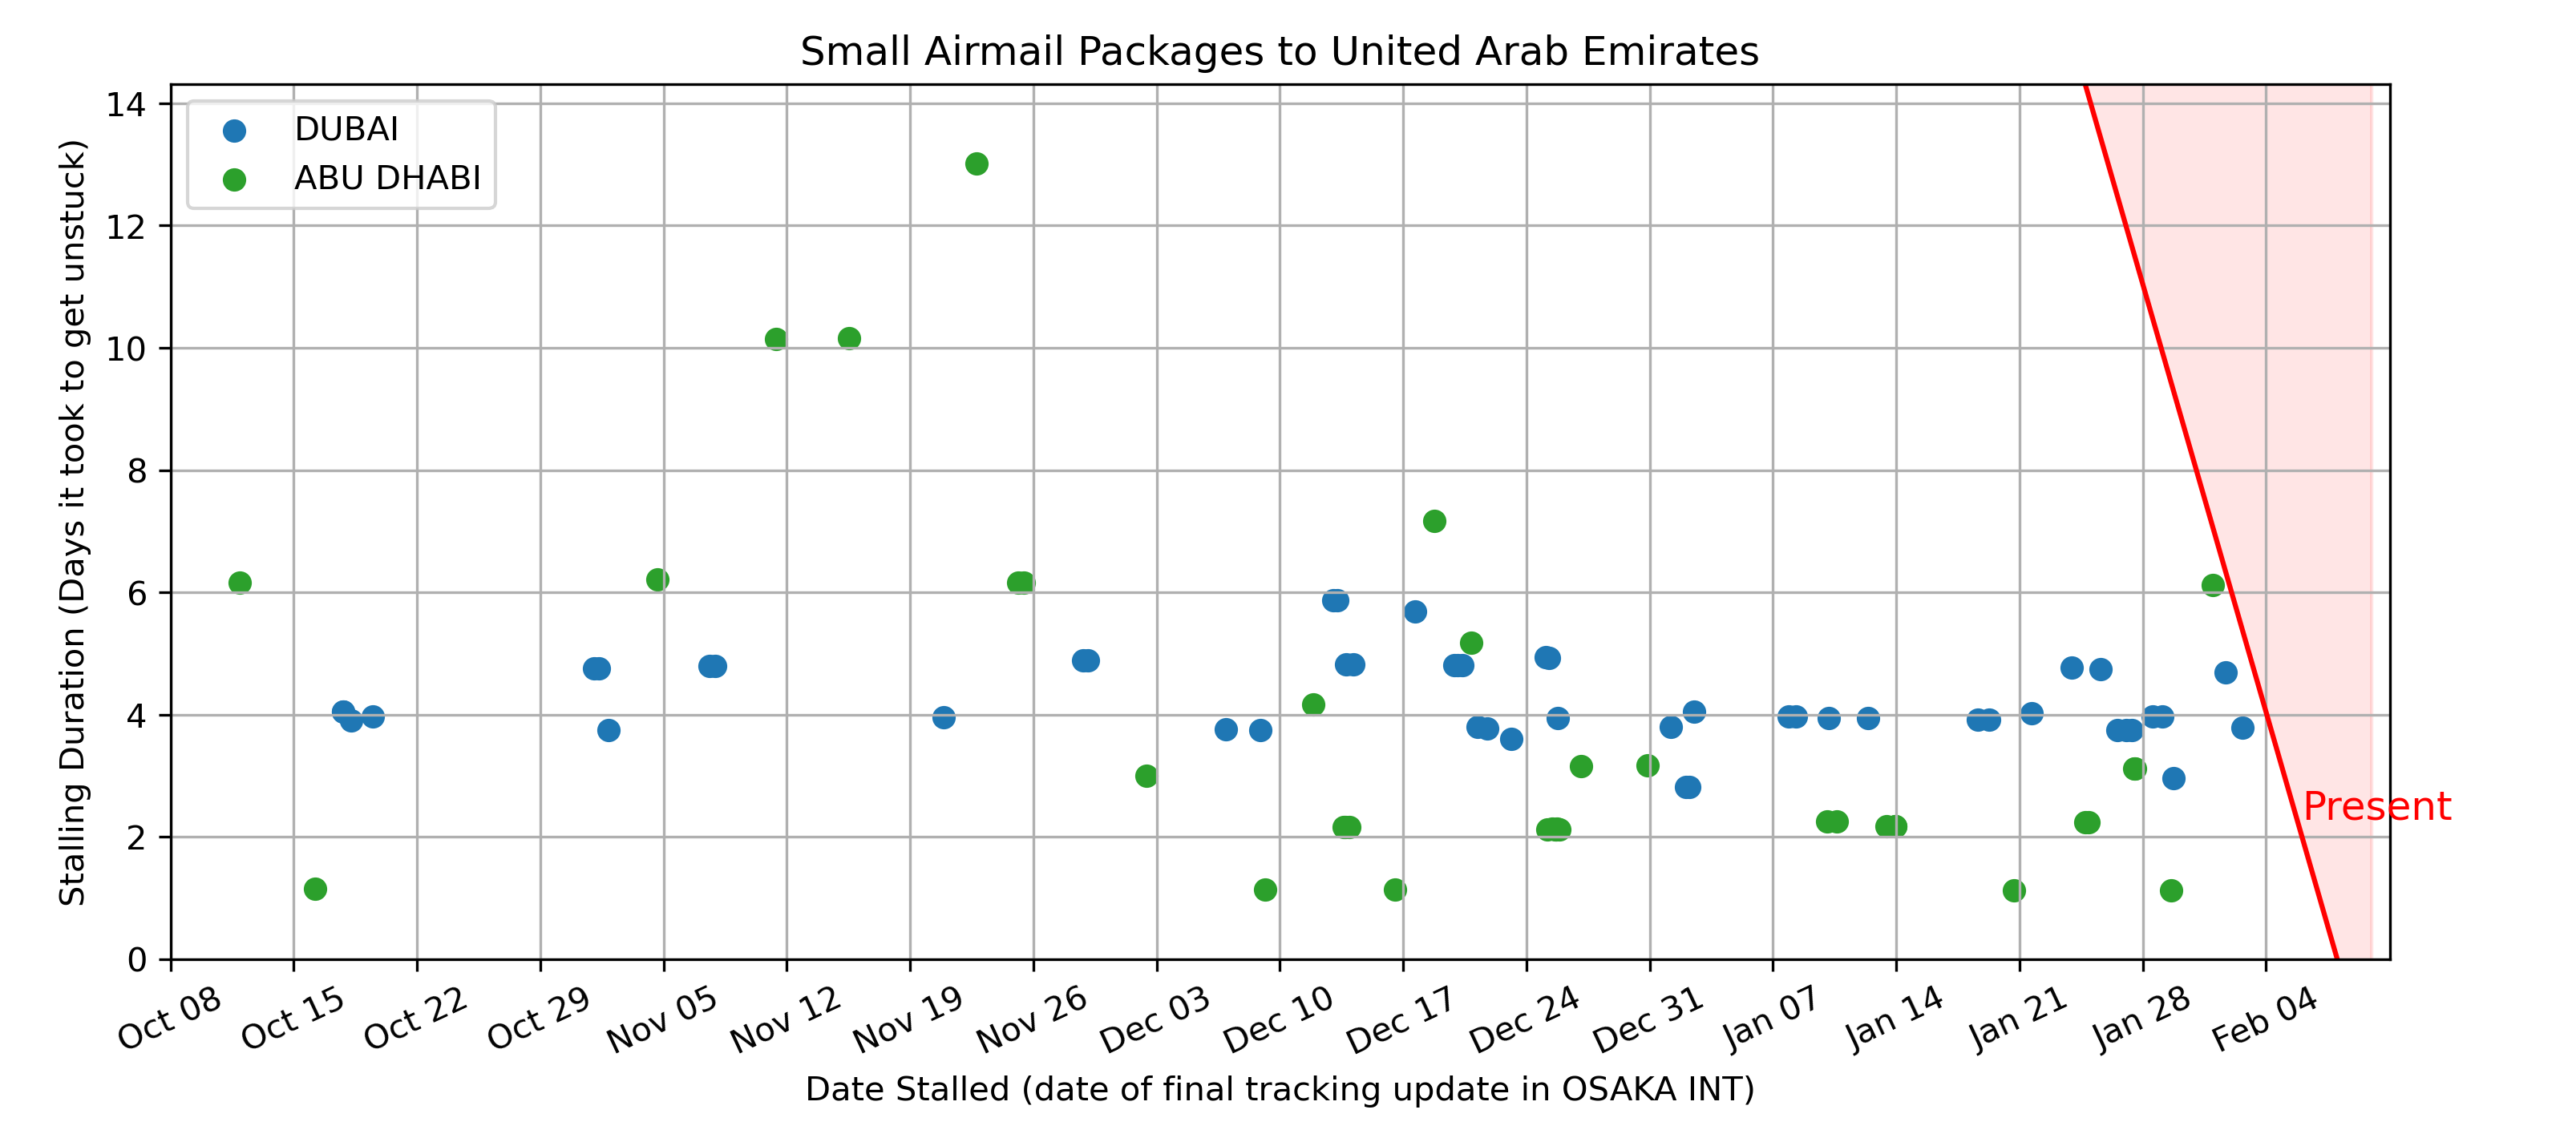 Small Airmail Packages to United Arab Emirates
DUBAI
ABU DHABI
Stalling Duration (Days it took to get unstuck)
14
12
10
8
6
4
2
0
Present
Oct 08
Oct 15
Oct 22
Oct 29
Nov 05
Nov 12
Nov 19
Nov 26
Dec 03
Dec 10
Dec 17
Dec 24
Dec 31
Jan 07
Jan 14
Jan 21
Jan 28
Feb 04
Date Stalled (date of final tracking update in OSAKA INT)